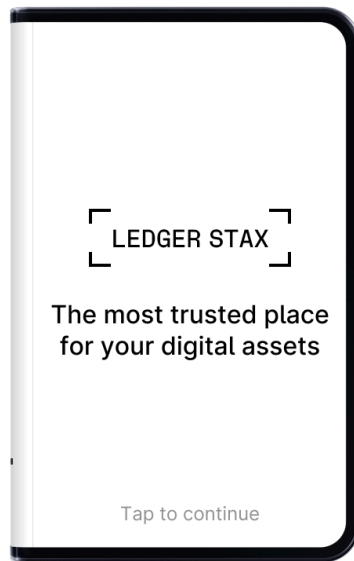 LEDGER STAX
The most trusted place
for your digital assets
Tap to continue